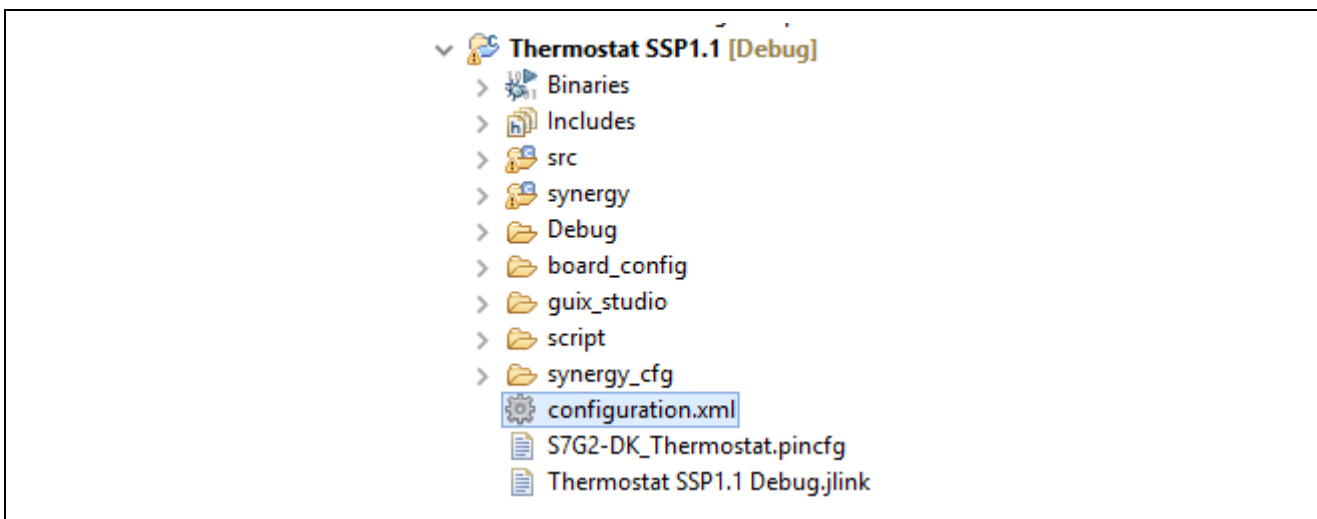 Thermostat SSP1.1 [Debug]
Binaries
Includes
src
synergy
Debug
board_config
guix_studio
script
synergy_cfg
configuration.xml
S7G2-DK_Thermostat.pincfg
Thermostat SSP1.1 Debug.jlink